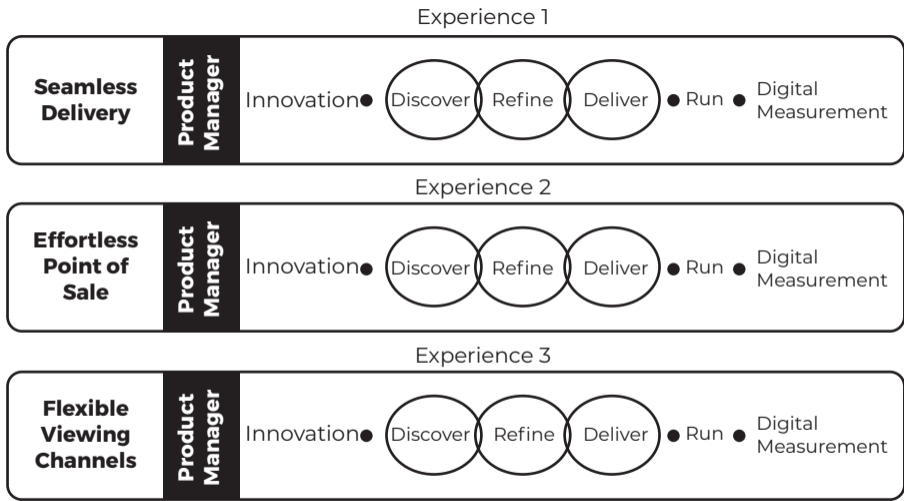 Experience 1
Seamless
Delivery
Product
Manager
Innovation
Discover
Refine
Deliver
Run
Digital
Measurement
Experience 2
Effortless
Point of
Sale
Product
Manager
Innovation
Discover
Refine
Deliver
Run
Digital
Measurement
Experience 3
Flexible
Viewing
Channels
Product
Manager
Innovation
Discover
Refine
Deliver
Run
Digital
Measurement